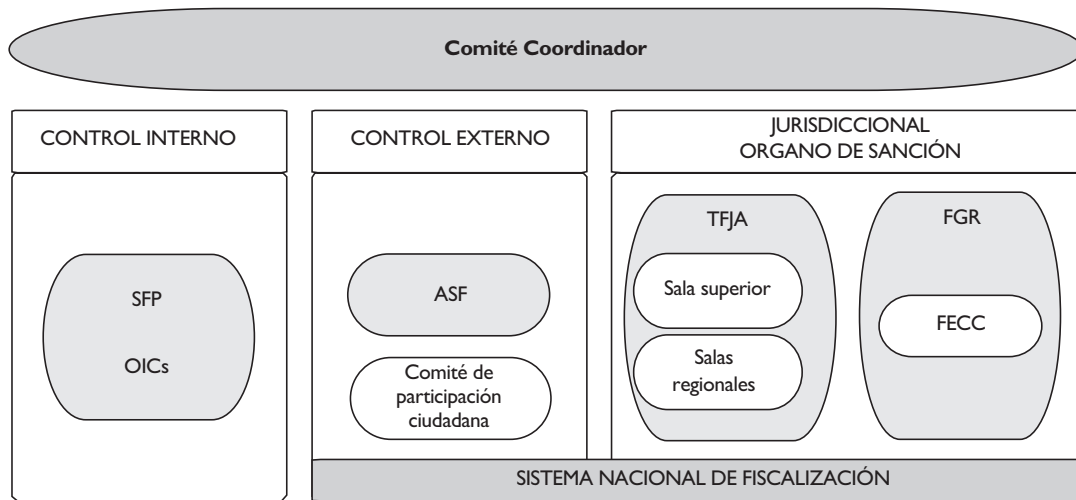 Comité Coordinador
CONTROL INTERNO
SFP
OICs
CONTROL EXTERNO
ASF
Comité de
participación
ciudadana
JURISDICCIONAL
ORGANO DE SANCIÓN
TFJA
Sala superior
Salas
regionales
FGR
FECC
SISTEMA NACIONAL DE FISCALIZACIÓN